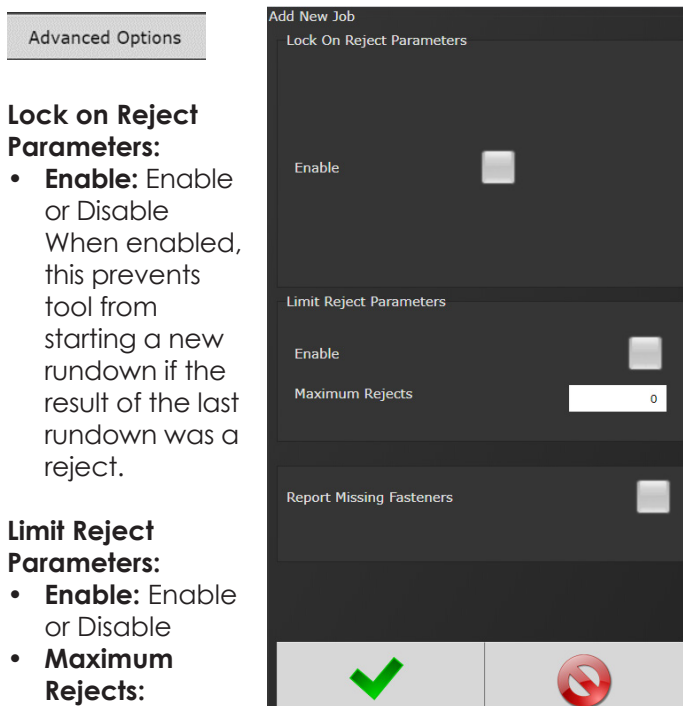 Advanced Options
Lock on Reject
Parameters:
• Enable: Enable
or Disable
When enabled,
this prevents
tool from
starting a new
rundown if the
result of the last
rundown was a
reject.
Limit Reject
Parameters:
• Enable: Enable
or Disable
• Maximum
Rejects:
Add New Job
Lock On Reject Parameters
Enable
Limit Reject Parameters
Enable
Maximum Rejects 0
Report Missing Fasteners